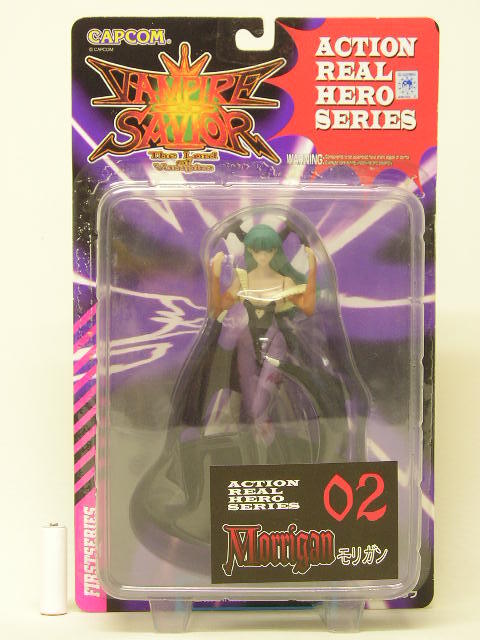 CAPCOM
© CAPCOM
VAMPIRE
SAVIOR
The Lord
of
Vampire
ACTION
REAL
HERO
SERIES
WARNING:
ACTION
REAL
HERO
SERIES
02
Morrigan モリガン
FIRST SERIES